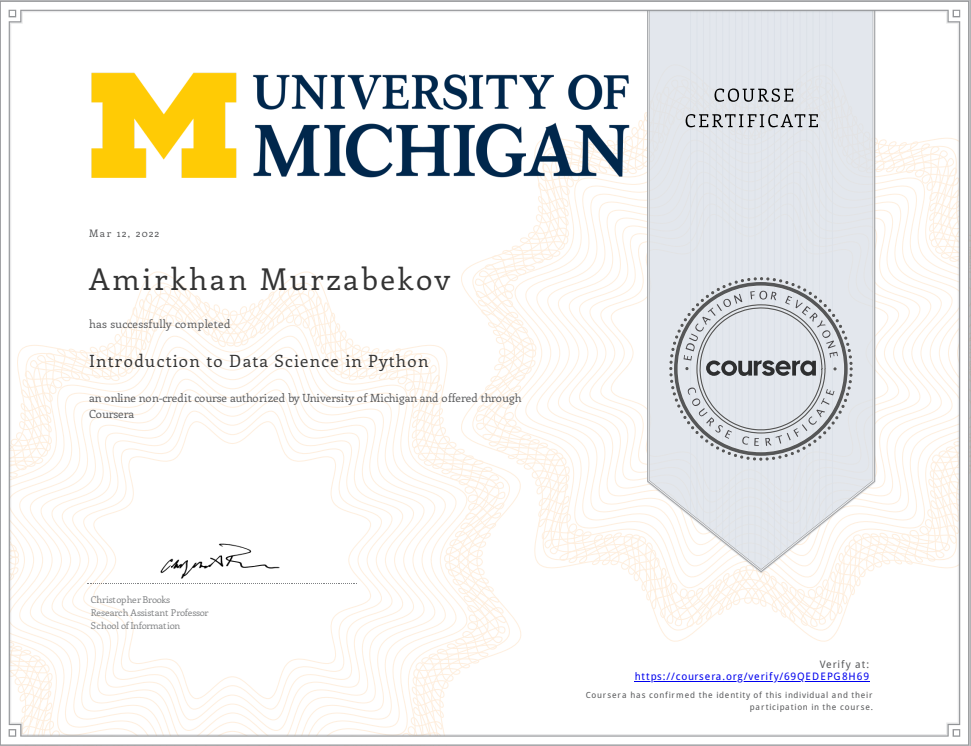 M UNIVERSITY OF
MICHIGAN
COURSE
CERTIFICATE
Mar 12, 2022
Amirkhan Murzabekov
has successfully completed
Introduction to Data Science in Python
an online non-credit course authorized by University of Michigan and offered through
Coursera
EDUCATION FOR EVERYONE
coursera
COURSE CERTIFICATE
Christopher Brooks
Research Assistant Professor
School of Information
Verify at:
https://coursera.org/verify/69QEDEPG8H69
Coursera has confirmed the identity of this individual and their
participation in the course.